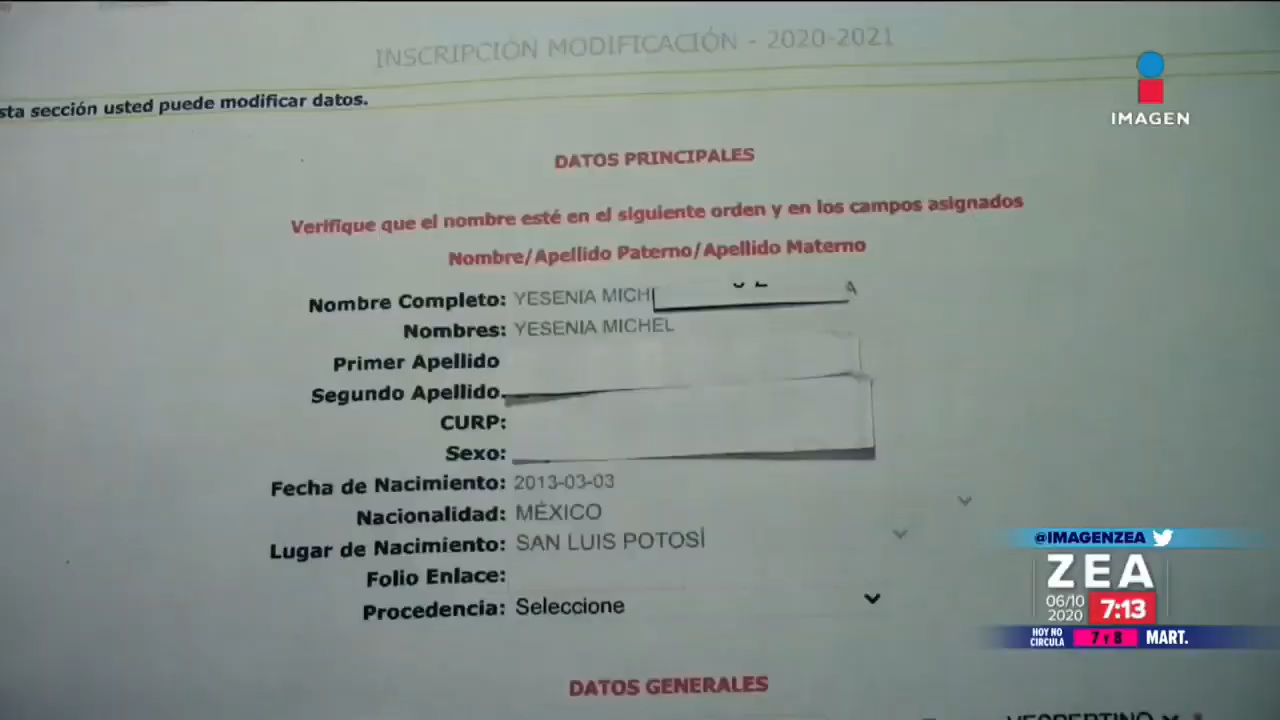 INSCRIPCIÓN MODIFICACIÓN - 2020-2021
sta sección usted puede modificar datos.
IMAGEN
DATOS PRINCIPALES
Verifique que el nombre esté en el siguiente orden y en los campos asignados
Nombre/Apellido Paterno/Apellido Materno
Nombre Completo: YESENIA MICH
Nombres: YESENIA MICHEL
Primer Apellido
Segundo Apellido.
CURP:
Sexo:
Fecha de Nacimiento: 2013-03-03
Nacionalidad: MÉXICO
Lugar de Nacimiento: SAN LUIS POTOSÍ
Folio Enlace:
Procedencia: Seleccione
@IMAGENZEA
ZEA
06/10
2020
7:13
HOY NO
CIRCULA
7 Y 8
MART.
DATOS GENERALES
VESPERTINO